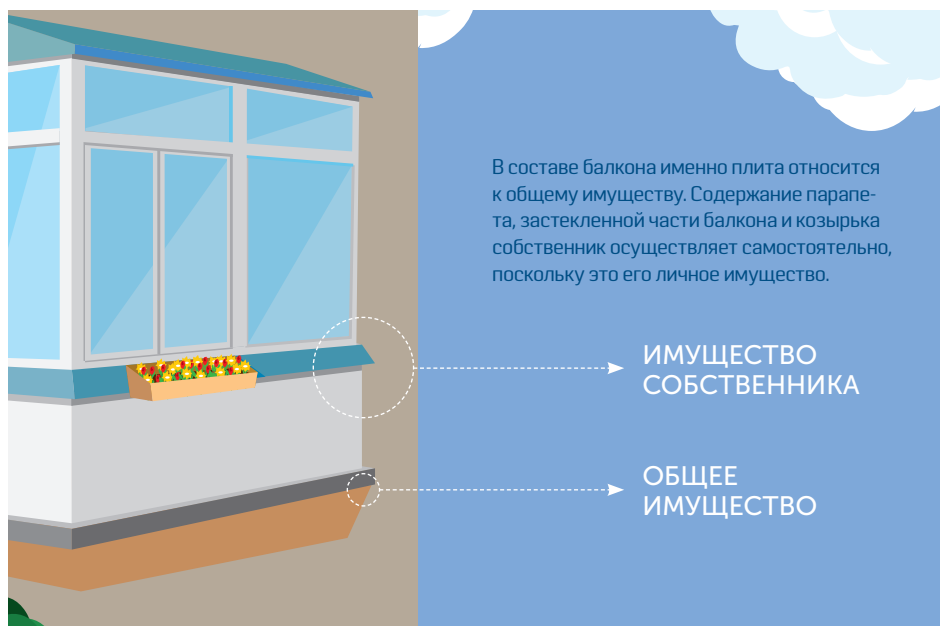 В составе балкона именно плита относится
к общему имуществу. Содержание парапе-
та, застекленной части балкона и козырька
собственник осуществляет самостоятельно,
поскольку это его личное имущество.
ИМУЩЕСТВО
СОБСТВЕННИКА
ОБЩЕЕ
ИМУЩЕСТВО